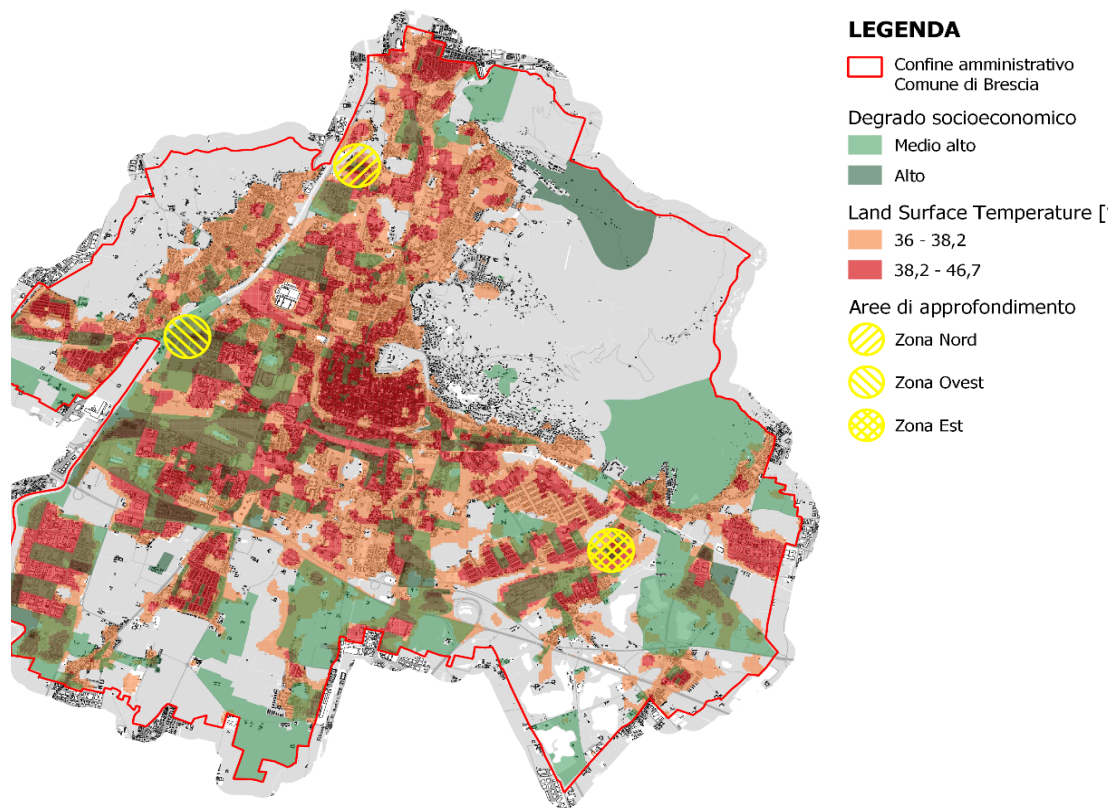 LEGENDA
Confine amministrativo
Comune di Brescia
Degrado socioeconomico
Medio alto
Alto
Land Surface Temperature [
36 - 38,2
38,2 - 46,7
Aree di approfondimento
Zona Nord
Zona Ovest
Zona Est